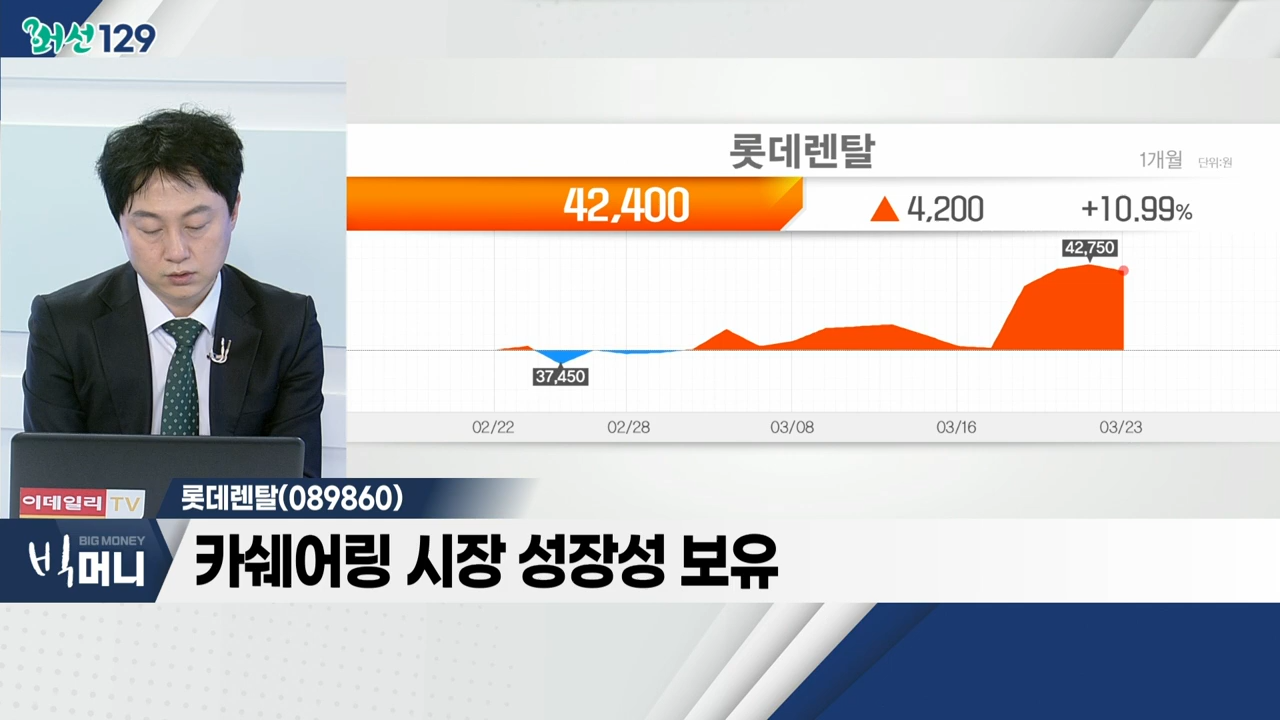 머선129
롯데렌탈
1개월 단위:원
42,400 ▲ 4,200 +10.99%
42,750
37,450
02/22 02/28 03/08 03/16 03/23
이데일리TV
롯데렌탈(089860)
BIG MONEY
빅머니
카쉐어링 시장 성장성 보유